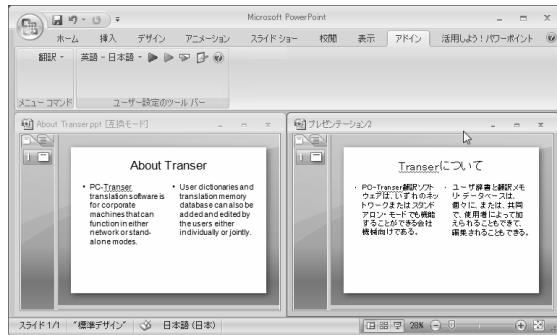 Microsoft PowerPoint
ホーム 挿入 デザイン アニメーション スライド ショー 校閲 表示 アドイン 活用しよう！パワーポイント
翻訳 英語 - 日本語
メニュー コマンド ユーザー設定のツール バー
About Transer.ppt [互換モード]
About Transer
• PC-Transer
translation software is
for corporate
machines that can
function in either
network or stand-
alone modes.
• User dictionaries and
translation memory
database can also be
added and edited by
the users either
individually or jointly.
プレゼンテーション2
Transerについて
・ PC-Transer翻訳ソフト
ウェアは、いずれのネッ
トワークまたはスタンド
アロン・モードでも機能
することができる会社
機械向けである。
・ ユーザ辞書と翻訳メモ
リ・データベースは、
個々に、または、共同
で、使用者によって加
えられることもできて、
編集されることもできる。
スライド 1/1 "標準デザイン" 日本語 (日本) 28%